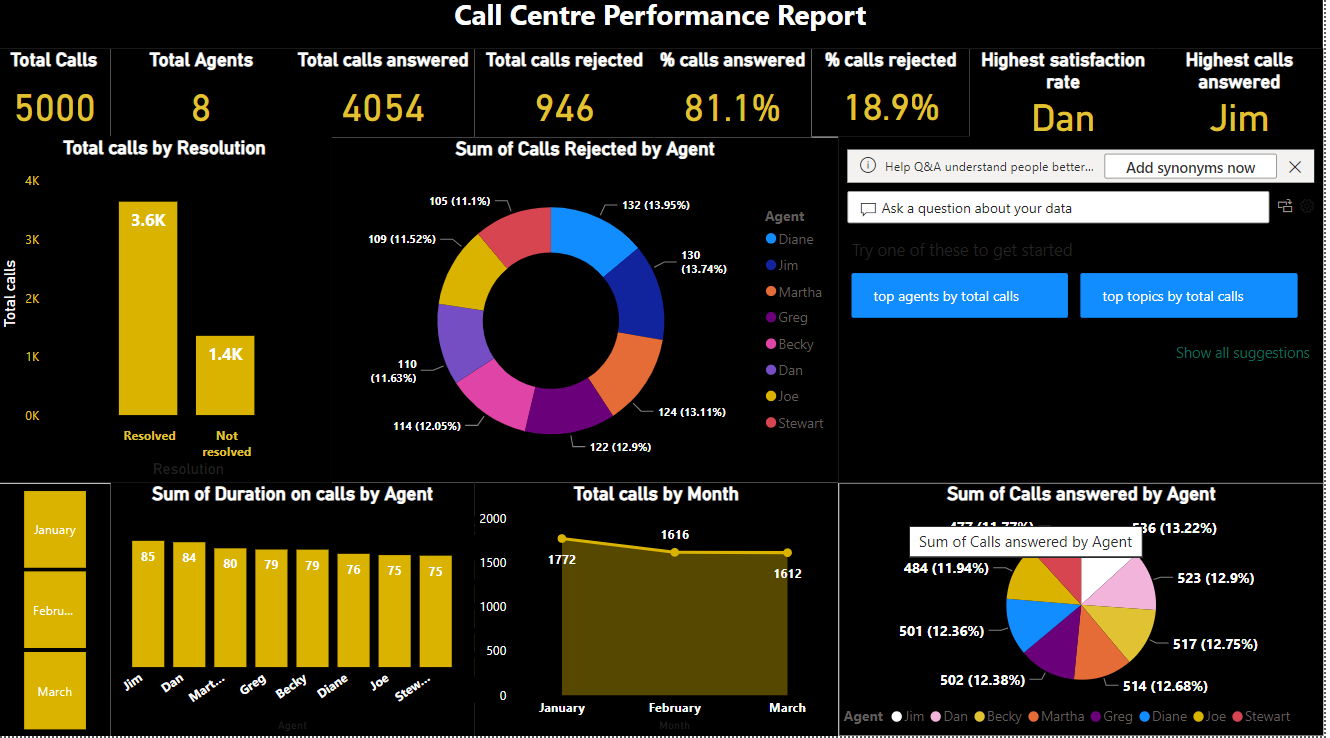 Call Centre Performance Report
Total Calls
5000
Total Agents
8
Total calls answered
4054
Total calls rejected
946
% calls answered
81.1%
% calls rejected
18.9%
Highest satisfaction
rate
Dan
Highest calls
answered
Jim
Total calls by Resolution
Total calls
4K
3K
2K
1K
0K
3.6K
1.4K
Resolved
Not
resolved
Resolution
Sum of Calls Rejected by Agent
132 (13.95%)
130
(13.74%)
124 (13.11%)
122 (12.9%)
114 (12.05%)
110
(11.63%)
109 (11.52%)
105 (11.1%)
Agent
Diane
Jim
Martha
Greg
Becky
Dan
Joe
Stewart
Help Q&A understand people better...
Add synonyms now
Ask a question about your data
Try one of these to get started
top agents by total calls
top topics by total calls
Show all suggestions
January
Febru...
March
Sum of Duration on calls by Agent
85
84
80
79
79
76
75
75
Jim
Dan
Mart...
Greg
Becky
Diane
Joe
Stew...
Agent
Total calls by Month
2000
1500
1000
500
0
1772
1616
1612
January
February
March
Month
Sum of Calls answered by Agent
477 (11.77%)
536 (13.22%)
Sum of Calls answered by Agent
484 (11.94%)
523 (12.9%)
501 (12.36%)
517 (12.75%)
502 (12.38%)
514 (12.68%)
Agent
Jim
Dan
Becky
Martha
Greg
Diane
Joe
Stewart